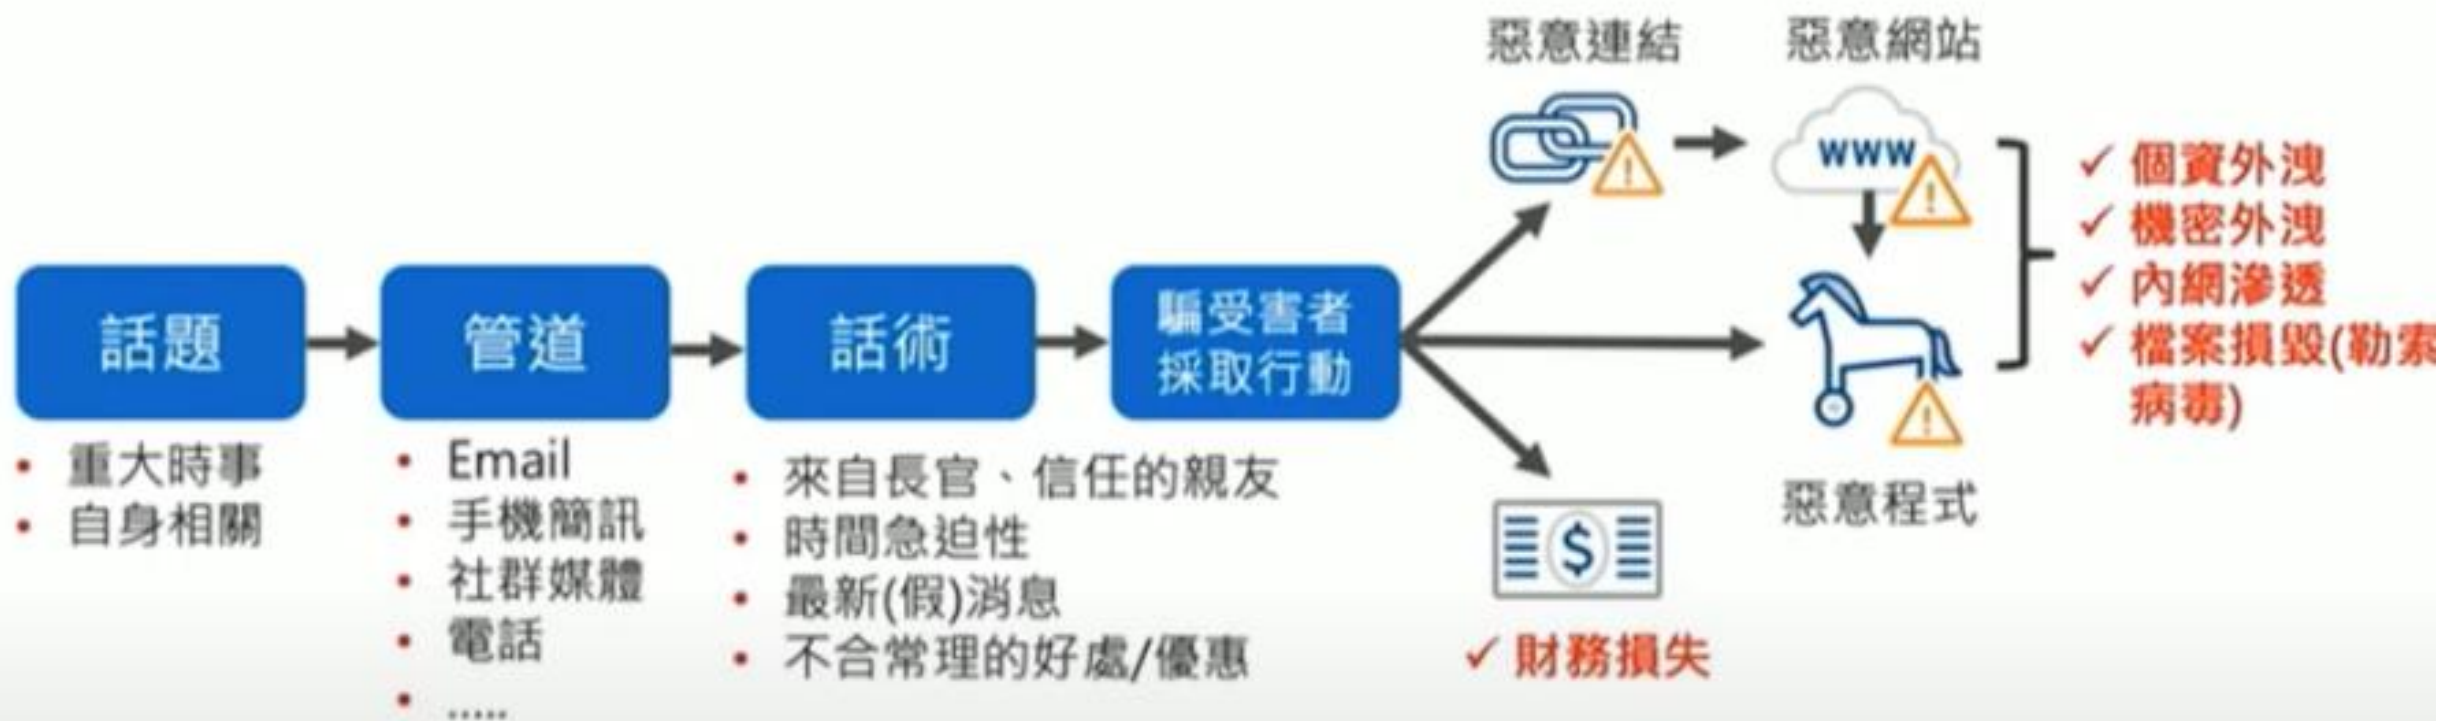 話題
重大時事
自身相關
管道
Email
手機簡訊
社群媒體
電話
.....
話術
來自長官、信任的親友
時間急迫性
最新(假)消息
不合常理的好處/優惠
騙受害者
採取行動
惡意連結
惡意網站
WWW
惡意程式
$
✓ 財務損失
✓ 個資外洩
✓ 機密外洩
✓ 內網滲透
✓ 檔案損毀(勒索
病毒)